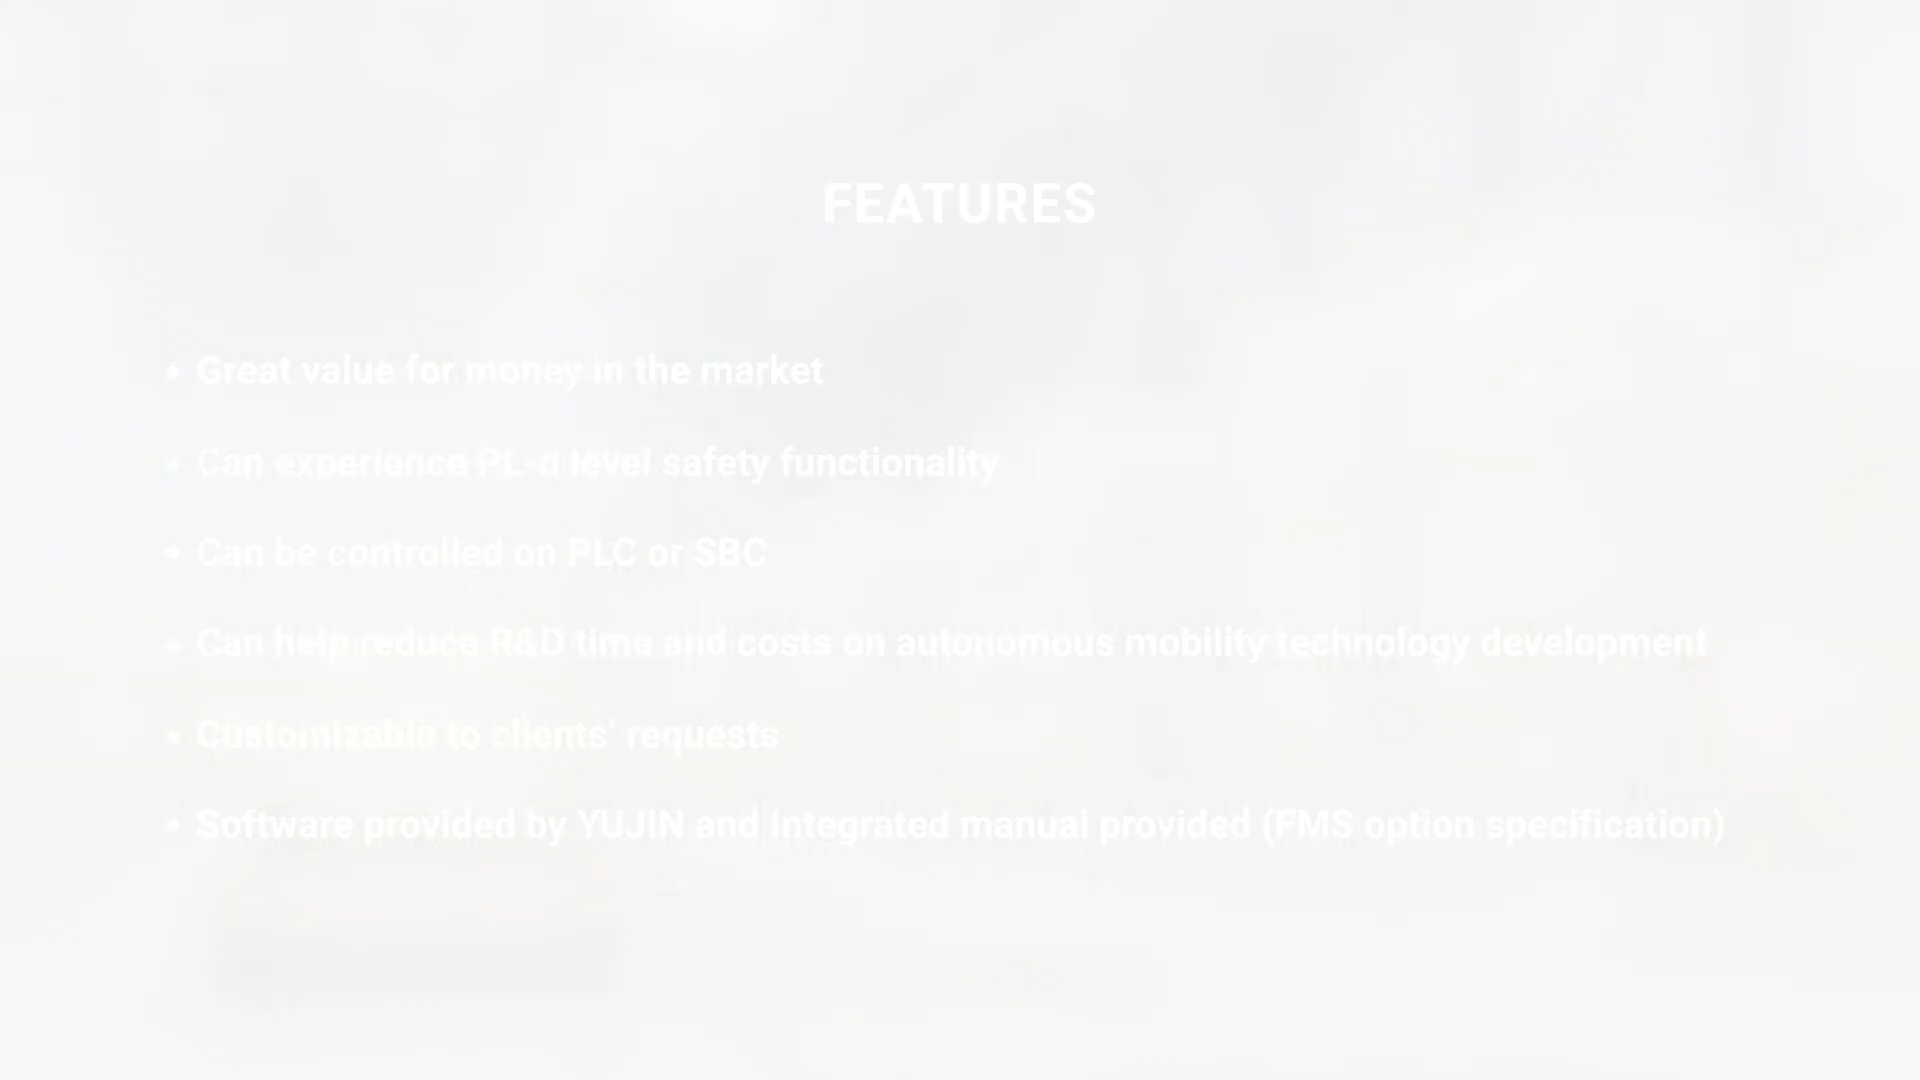 FEATURES
• Great value for money in the market
• Can experience PL-d level safety functionality
• Can be controlled on PLC or SBC
• Can help reduce R&D time and costs on autonomous mobility technology development
• Customizable to clients' requests
• Software provided by YUJIN and Integrated manual provided (FMS option specification)